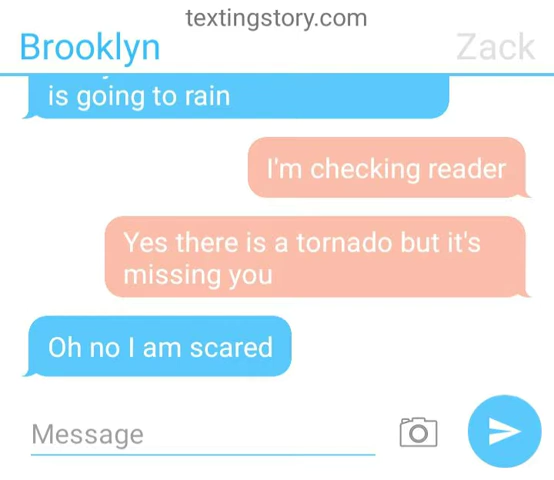 textingstory.com
Brooklyn
Zack
is going to rain
I'm checking reader
Yes there is a tornado but it's
missing you
Oh no I am scared
Message